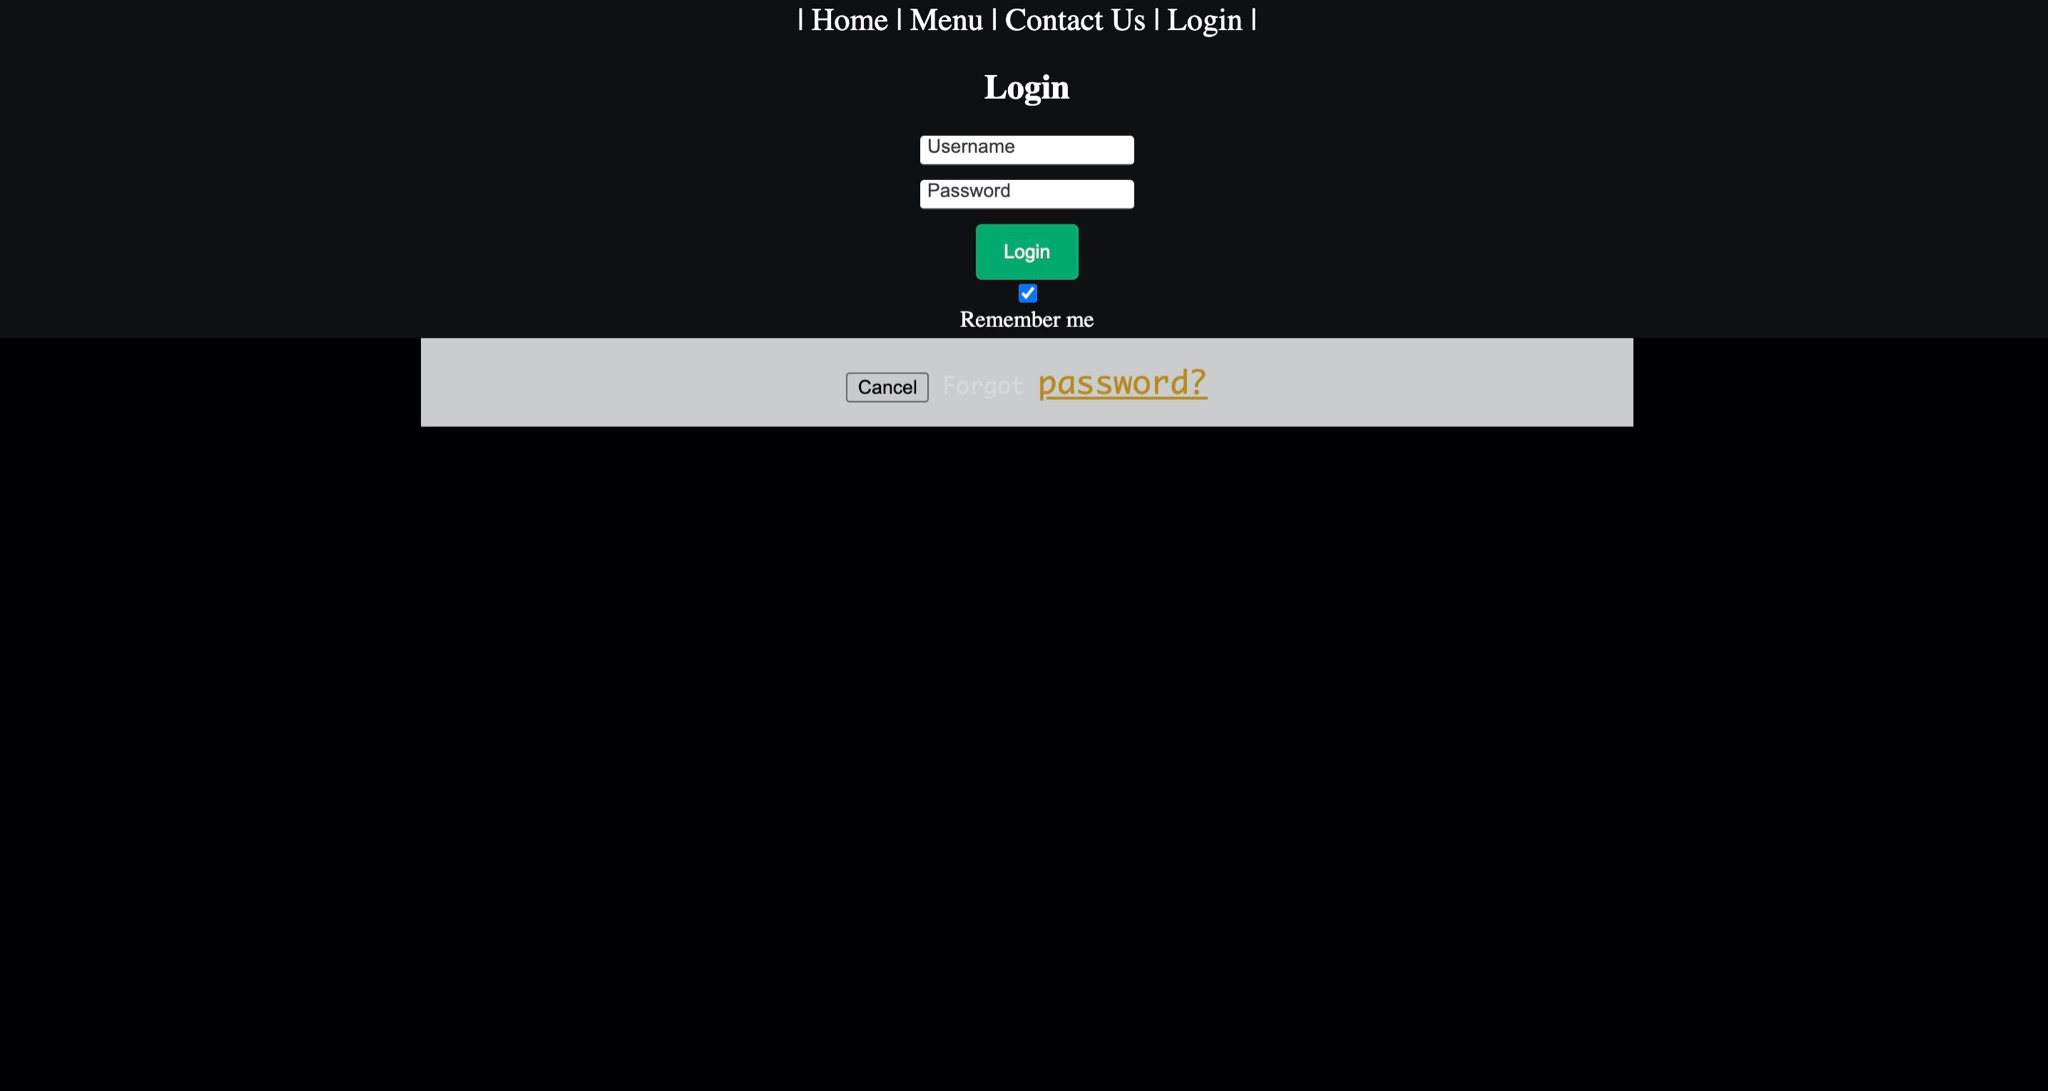 | Home | Menu | Contact Us | Login |
Login
Username
Password
Login
Remember me
Cancel Forgot password?